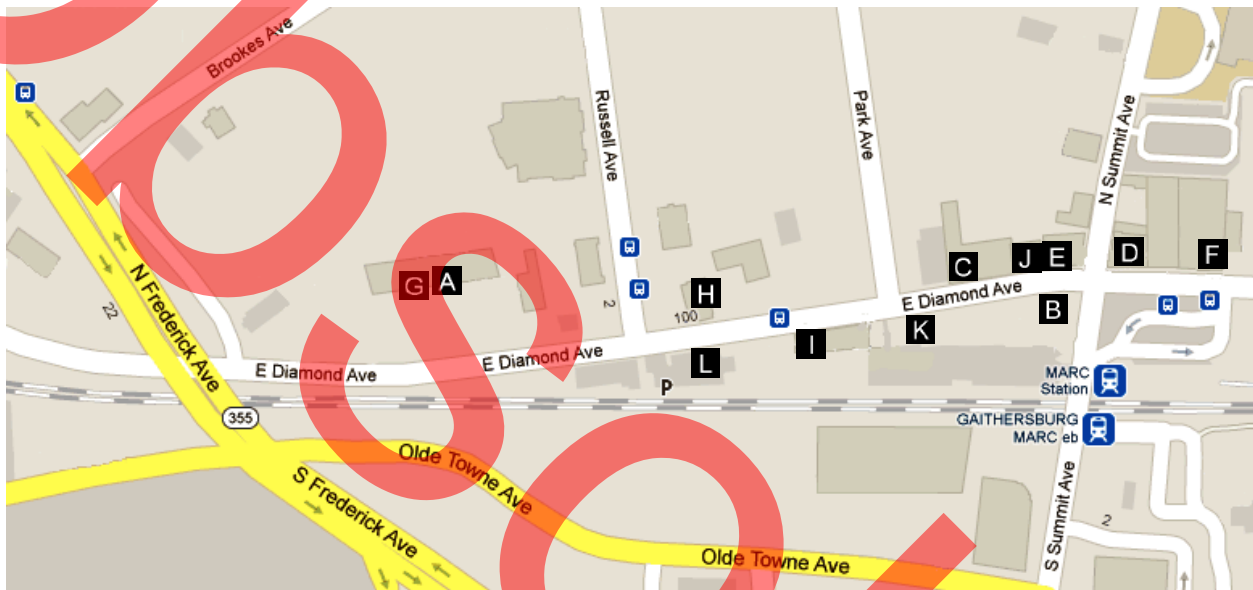 Brookes Ave
Russell Ave
Park Ave
N Summit Ave
N Frederick Ave
22
G
A
2
H
100
C
J
E
D
F
E Diamond Ave
B
K
I
L
E Diamond Ave
E Diamond Ave
P
MARC
Station
355
GAITHERSBURG
MARC eb
Olde Towne Ave
S Frederick Ave
Olde Towne Ave
S Summit Ave
2